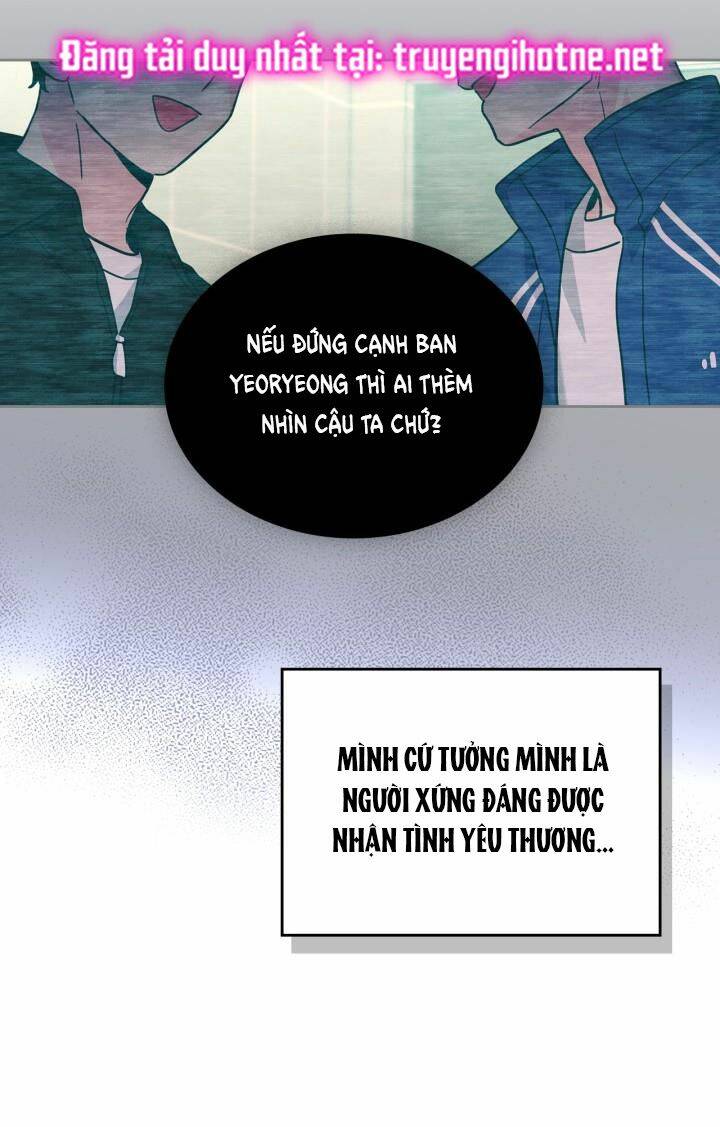 Đăng tải duy nhất tại: truyengihotne.net
NẾU ĐỨNG CẠNH BAN
YEORYEONG THÌ AI THÈM
NHÌN CẬU TA CHỨ?
MÌNH CỨ TƯỞNG MÌNH LÀ
NGƯỜI XỨNG ĐÁNG ĐƯỢC
NHẬN TÌNH YÊU THƯƠNG...